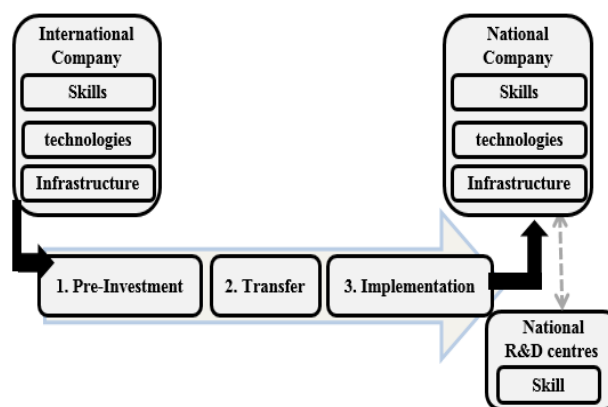 International
Company
Skills
technologies
Infrastructure
National
Company
Skills
technologies
Infrastructure
1. Pre-Investment
2. Transfer
3. Implementation
National
R&D centres
Skill